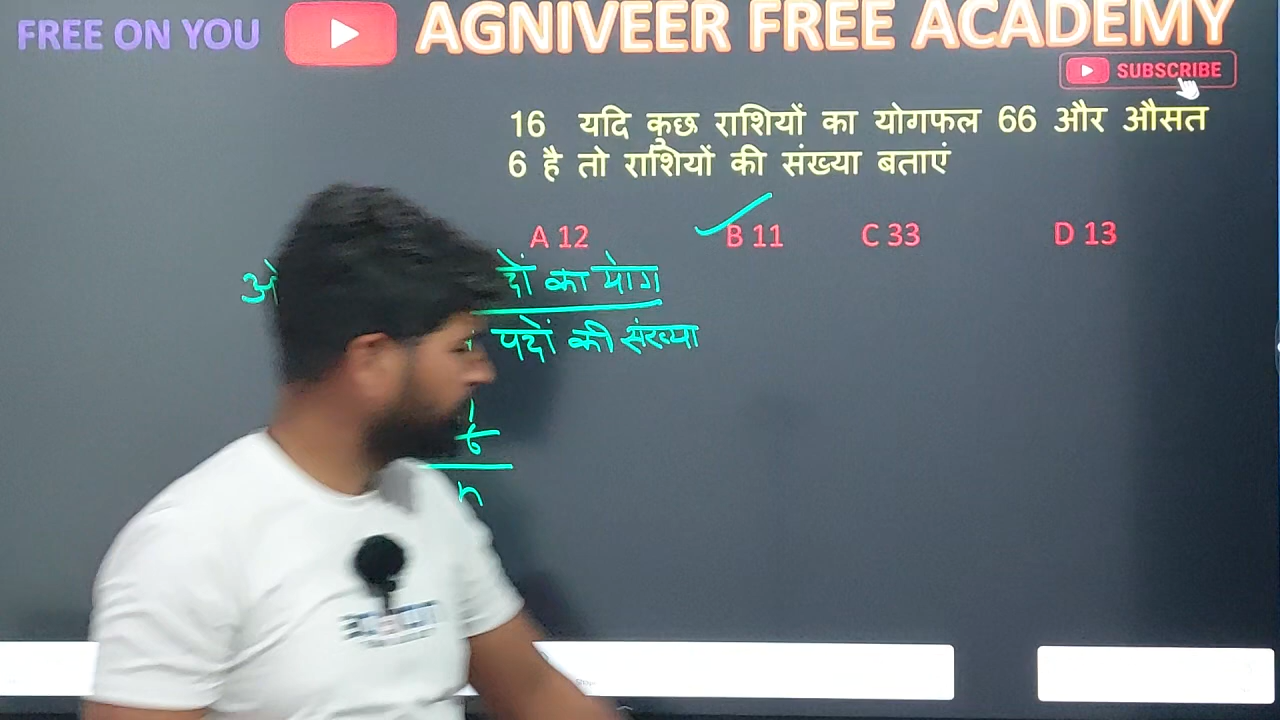 FREE ON YOU AGNIVEER FREE ACADEMY
SUBSCRIBE
16 यदि कुछ राशियों का योगफल 66 और औसत
6 है तो राशियों की संख्या बताएं
A 12 B 11 C 33 D 13
का योग
पदों की संख्या
n